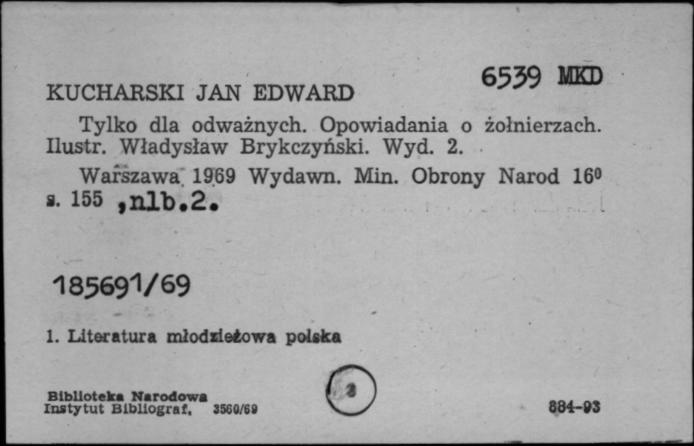 6539 MKD
KUCHARSKI JAN EDWARD
Tylko dla odważnych. Opowiadania o żołnierzach.
Ilustr. Władysław Brykczyński. Wyd. 2.
Warszawa 1969 Wydawn. Min. Obrony Narod 16⁰
s. 155 ,nlb.2.
185691/69
1. Literatura młodzieżowa polska
Biblioteka Narodowa
Instytut Bibliograf. 3560/69
884-93